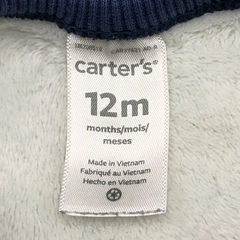 carter's®
12m
months/mois/
meses
Made in Vietnam
Fabriqué au Vietnam
Hecho en Vietnam